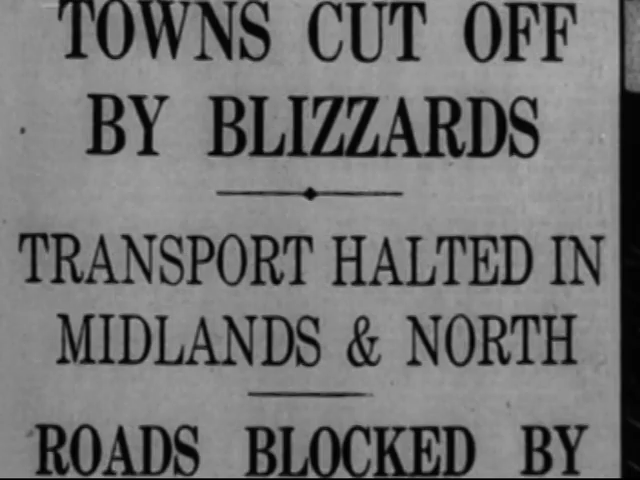 TOWNS CUT OFF
BY BLIZZARDS
TRANSPORT HALTED IN
MIDLANDS & NORTH
ROADS BLOCKED BY